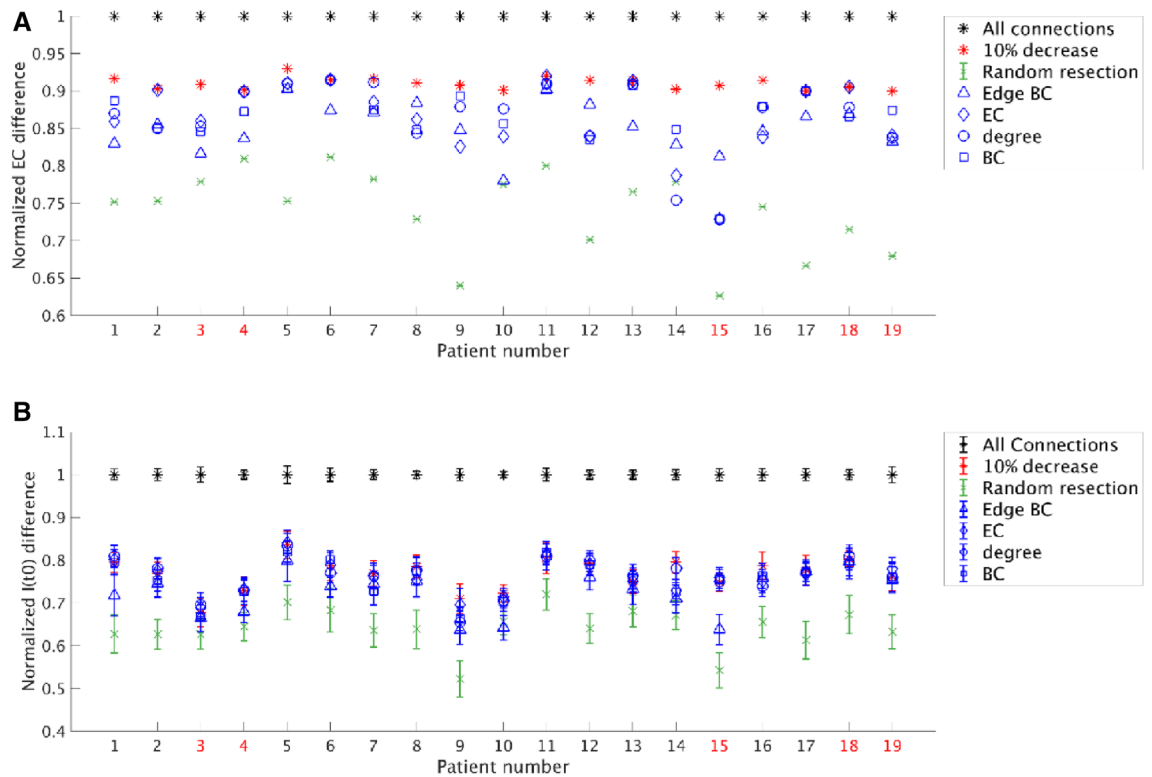 A
Normalized EC difference
1
0.95
0.9
0.85
0.8
0.75
0.7
0.65
0.6
1 2 3 4 5 6 7 8 9 10 11 12 13 14 15 16 17 18 19
Patient number
All connections
10% decrease
Random resection
Edge BC
EC
degree
BC
B
Normalized I(t0) difference
1.1
1
0.9
0.8
0.7
0.6
0.5
0.4
1 2 3 4 5 6 7 8 9 10 11 12 13 14 15 16 17 18 19
Patient number
All Connections
10% decrease
Random resection
Edge BC
EC
degree
BC